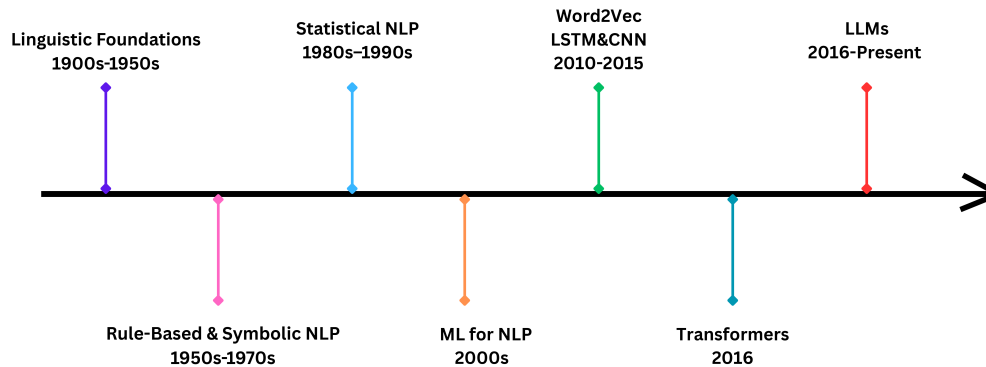 Linguistic Foundations
1900s-1950s
Statistical NLP
1980s–1990s
Word2Vec
LSTM&CNN
2010-2015
LLMs
2016-Present
Rule-Based & Symbolic NLP
1950s-1970s
ML for NLP
2000s
Transformers
2016